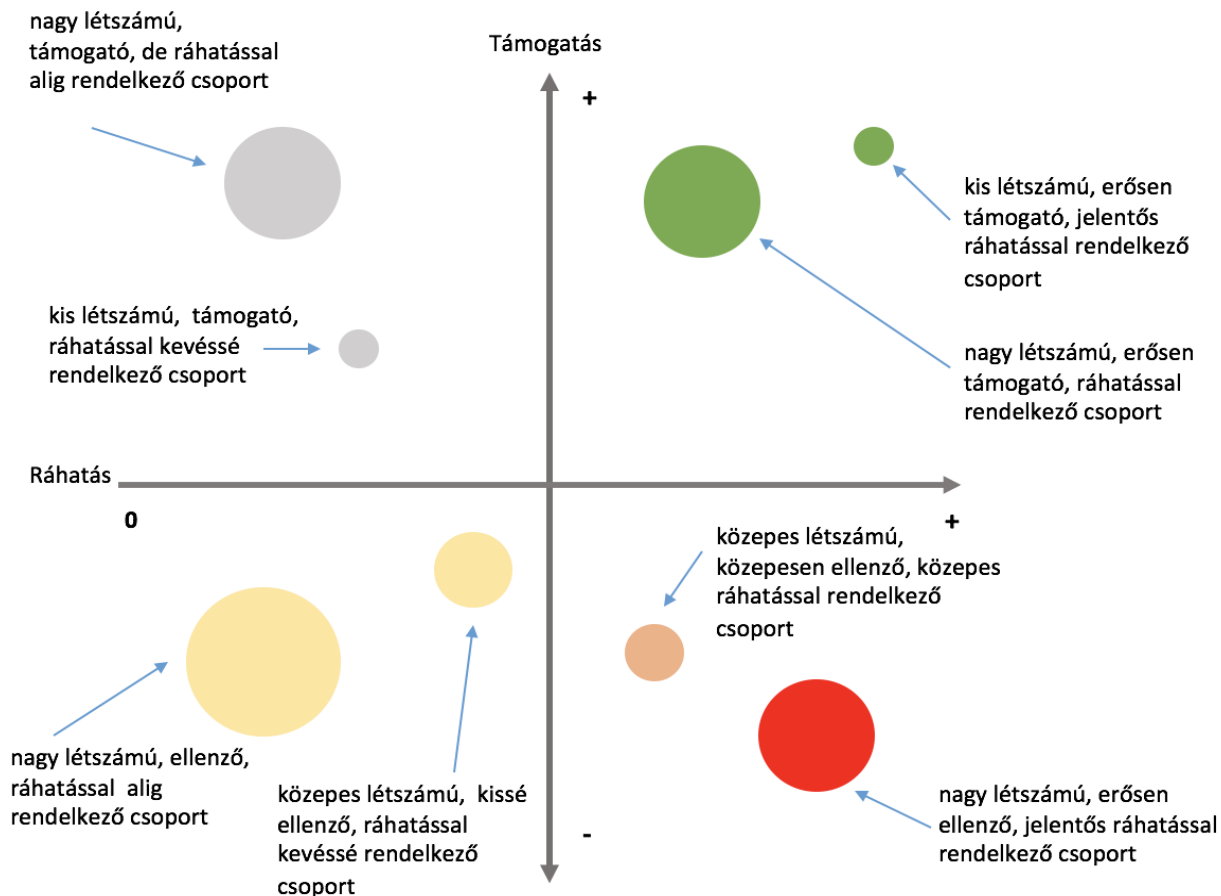 nagy létszámú,
támogató, de ráhatással
alig rendelkező csoport
Támogatás
+
kis létszámú, erősen
támogató, jelentős
ráhatással rendelkező
csoport
kis létszámú, támogató,
ráhatással kevéssé
rendelkező csoport
nagy létszámú, erősen
támogató, ráhatással
rendelkező csoport
Ráhatás
0
+
közepes létszámú,
közepesen ellenző, közepes
ráhatással rendelkező
csoport
nagy létszámú, ellenző,
ráhatással alig
rendelkező csoport
közepes létszámú, kissé
ellenző, ráhatással
kevéssé rendelkező
csoport
-
nagy létszámú, erősen
ellenző, jelentős ráhatással
rendelkező csoport